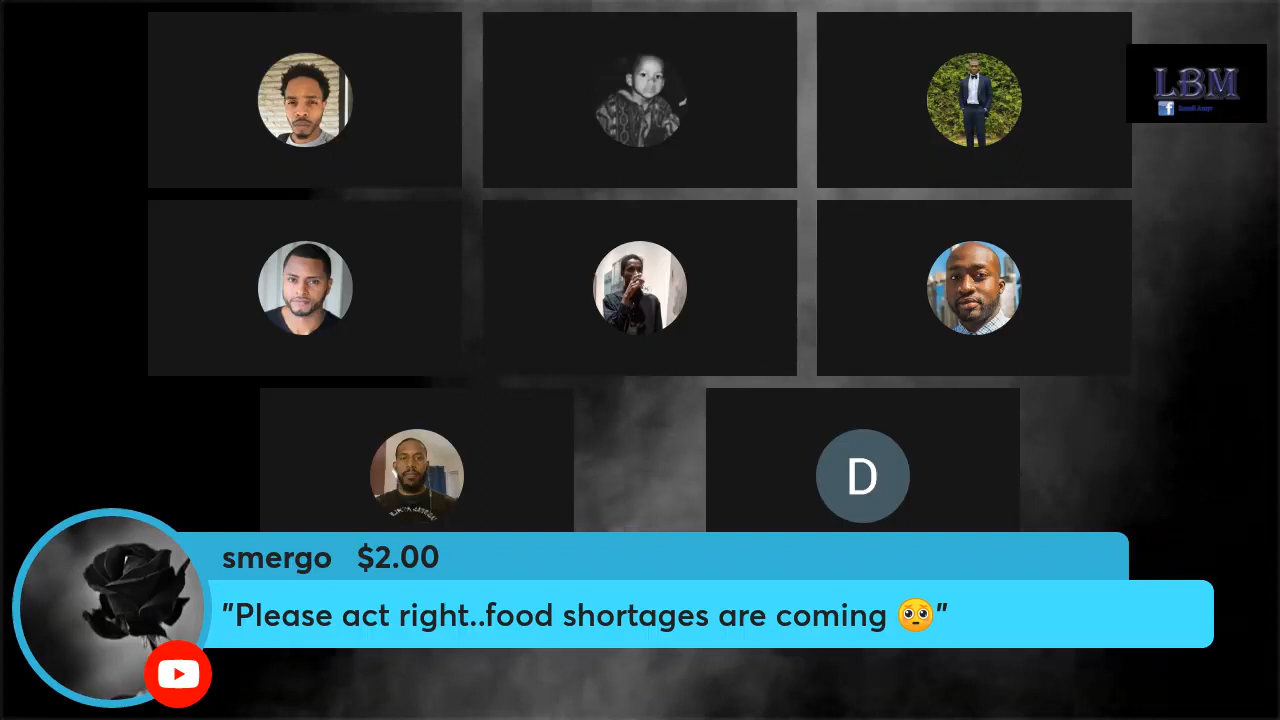 LBM
D
smergo $2.00
"Please act right..food shortages are coming 🥺"